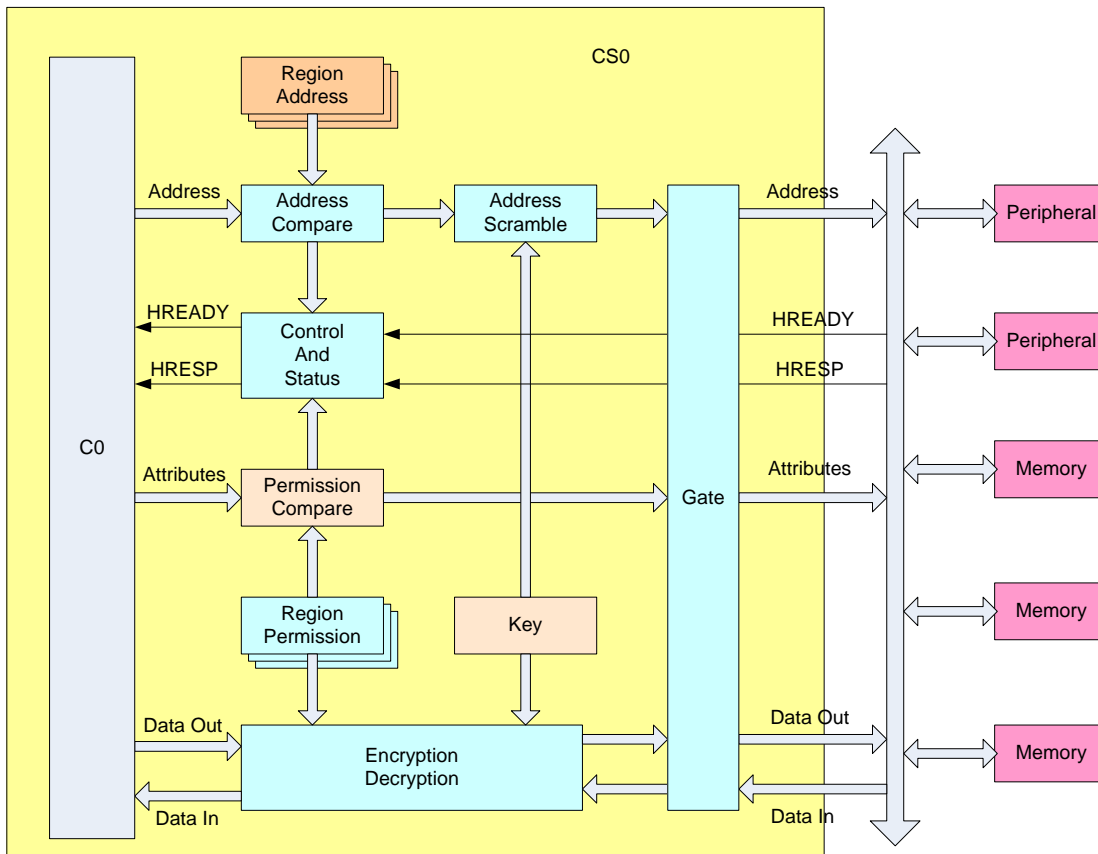 CS0
Region
Address
Address
Address
Compare
Address
Scramble
Address
Peripheral
HREADY
HRESP
Control
And
Status
HREADY
HRESP
Peripheral
C0
Attributes
Permission
Compare
Gate
Attributes
Memory
Region
Permission
Key
Memory
Data Out
Data In
Encryption
Decryption
Data Out
Data In
Memory